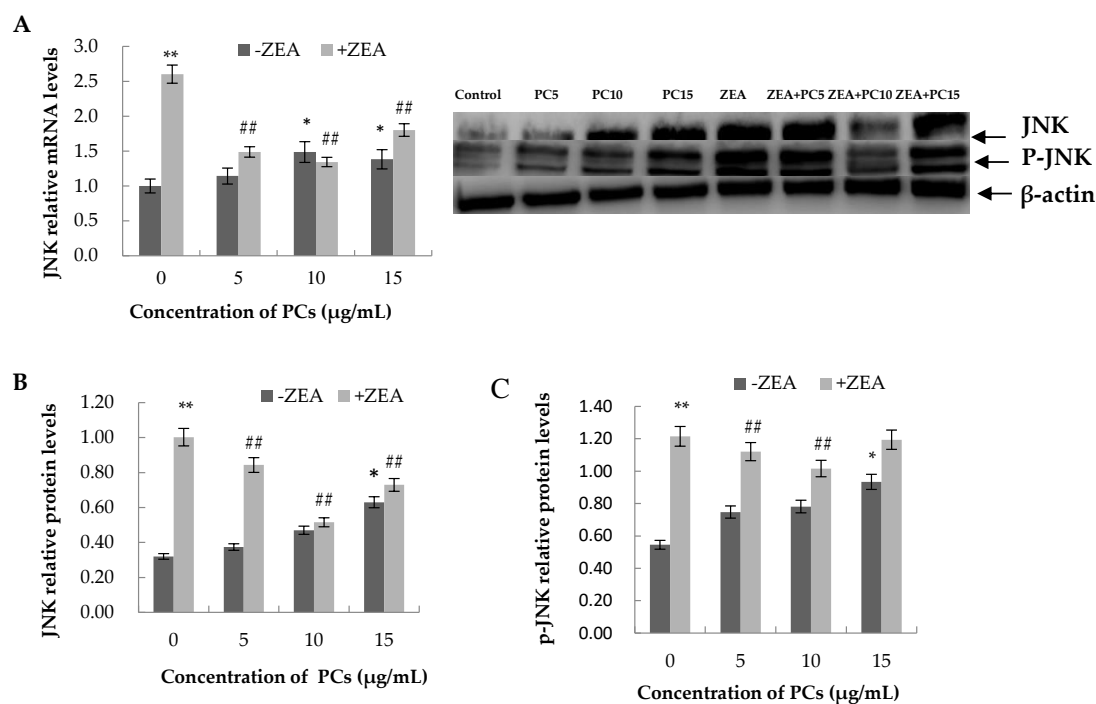 A
JNK relative mRNA levels
3.0
2.5
2.0
1.5
1.0
0.5
0.0
-ZEA +ZEA
** ## * ## * ##
0 5 10 15
Concentration of PCs (µg/mL)
Control PC5 PC10 PC15 ZEA ZEA+PC5 ZEA+PC10 ZEA+PC15
JNK
P-JNK
β-actin
B
JNK relative protein levels
1.20
1.00
0.80
0.60
0.40
0.20
0.00
-ZEA +ZEA
** ## ## * ##
0 5 10 15
Concentration of PCs (µg/mL)
C
p-JNK relative protein levels
1.40
1.20
1.00
0.80
0.60
0.40
0.20
0.00
-ZEA +ZEA
** ## ## *
0 5 10 15
Concentration of PCs (µg/mL)